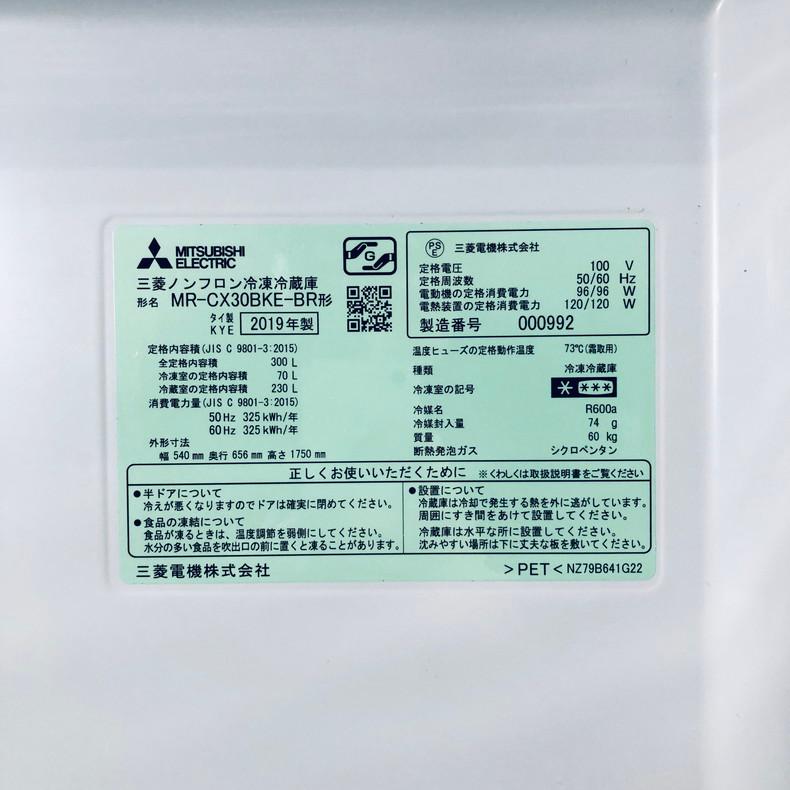 MITSUBISHI
ELECTRIC
G
三菱ノンフロン冷凍冷蔵庫
形名 MR-CX30BKE-BR形
タイ製
KYE 2019年製
PS
E 三菱電機株式会社
定格電圧 100 V
定格周波数 50/60 Hz
電動機の定格消費電力 96/96 W
電熱装置の定格消費電力 120/120 W
製造番号 000992
定格内容積(JIS C 9801-3:2015)
全定格内容積 300 L
冷凍室の定格内容積 70 L
冷蔵室の定格内容積 230 L
消費電力量(JIS C 9801-3:2015)
50Hz 325kWh/年
60Hz 325kWh/年
外形寸法
幅 540mm 奥行 656mm 高さ 1750mm
温度ヒューズの定格動作温度 73℃(霜取用)
種類 冷凍冷蔵庫
冷凍室の記号 * ***
冷媒名 R600a
冷媒封入量 74 g
質量 60 kg
断熱発泡ガス シクロペンタン
正しくお使いいただくために ※くわしくは取扱説明書をご覧ください
●半ドアについて
冷えが悪くなりますのでドアは確実に閉めてください。
●食品の凍結について
食品が凍るときは、温度調節を弱側にしてください。
水分の多い食品を吹出口の前に置くと凍ることがあります。
●設置について
冷蔵庫は冷却で発生する熱を外に逃がしています。
周囲にすき間をあけて設置してください。
冷蔵庫は水平な所に設置してください。
沈みやすい場所は下に丈夫な板を敷いてください。
三菱電機株式会社
>PET< NZ79B641G22